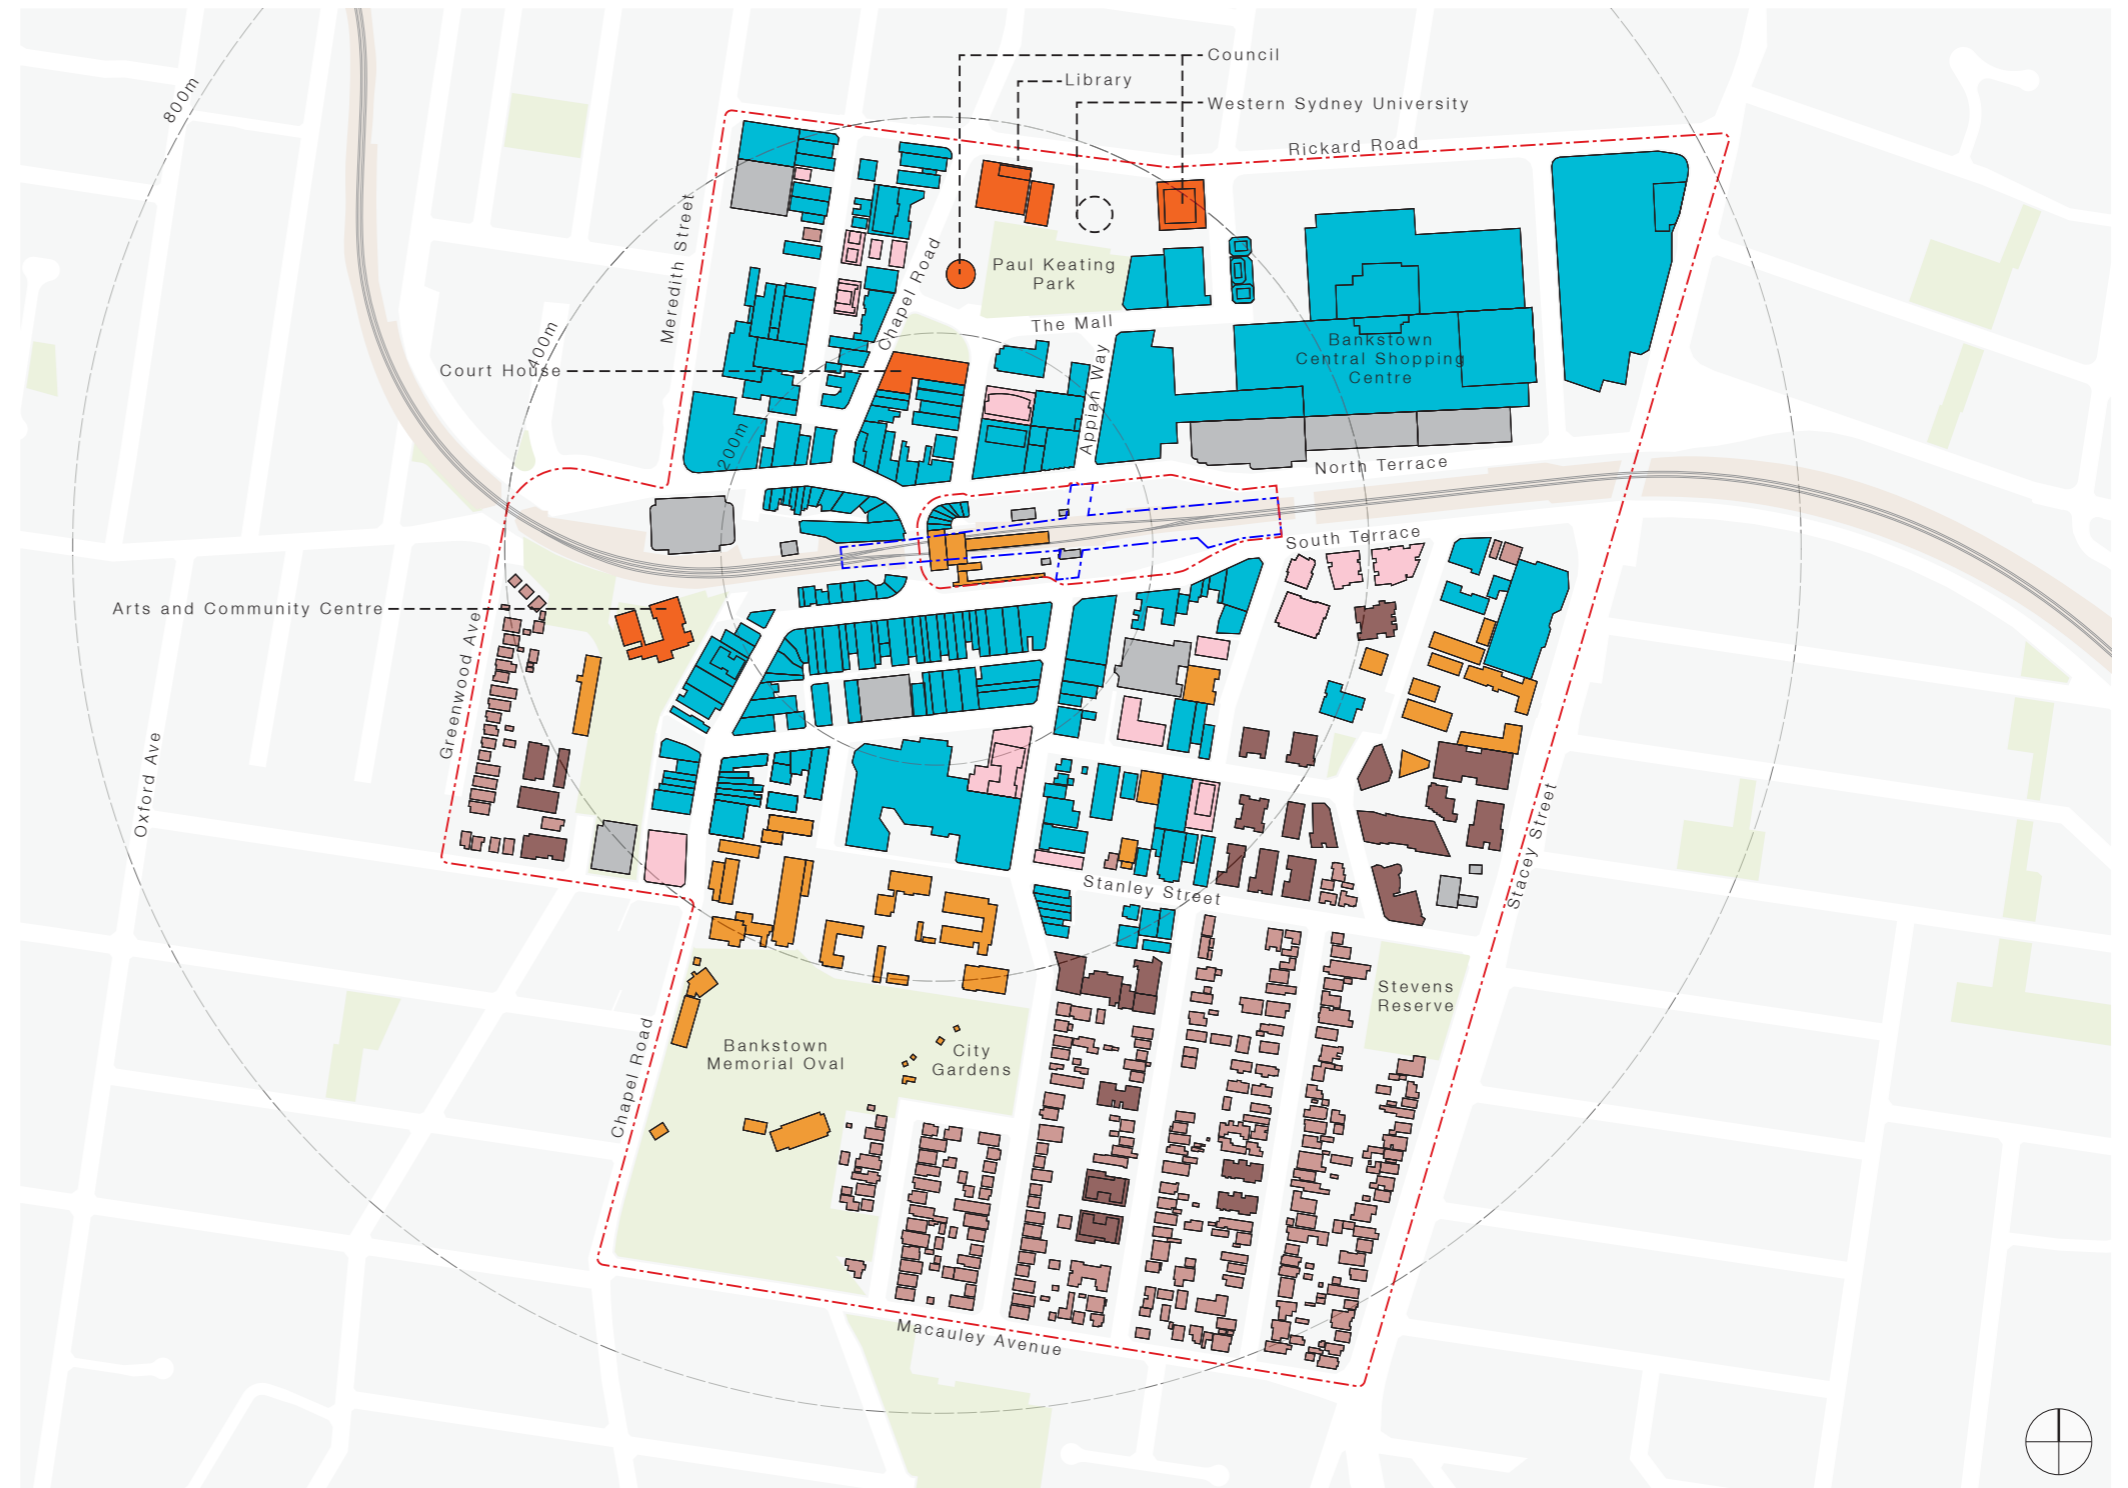 Council
Library
800m
Western Sydney University
Rickard Road
Meredith Street
Chapel Road
Paul Keating
Park
The Mall
400m
Court House
Appian Way
Bankstown
Central Shopping
Centre
200m
North Terrace
South Terrace
Arts and Community Centre
Greenwood Ave
Oxford Ave
Stacey Street
Stanley Street
Stevens
Reserve
Chapel Road
Bankstown
Memorial Oval
City
Gardens
Macauley Avenue